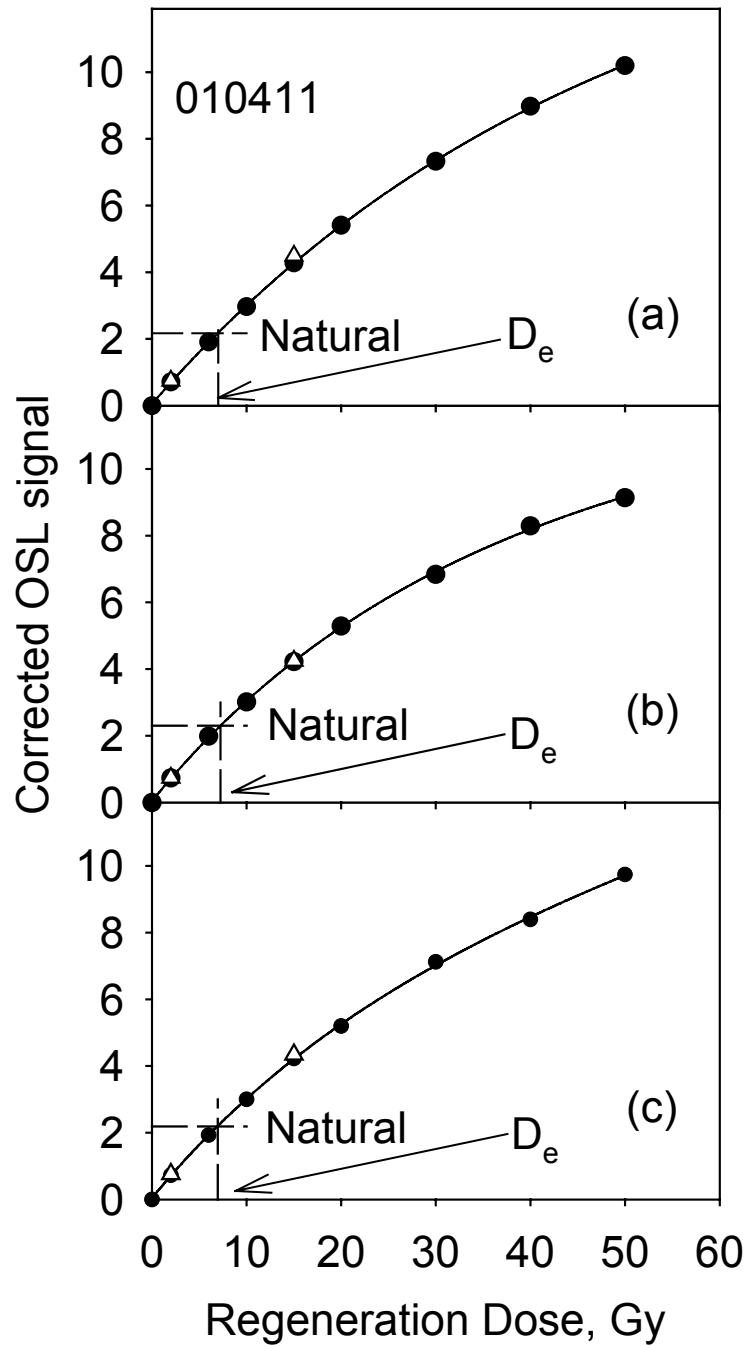 10
010411
8
6
4
(a)
2
Natural
D_e
0
10
8
6
4
(b)
2
Natural
D_e
0
10
8
6
4
(c)
2
Natural
D_e
0
0 10 20 30 40 50 60
Regeneration Dose, Gy
Corrected OSL signal